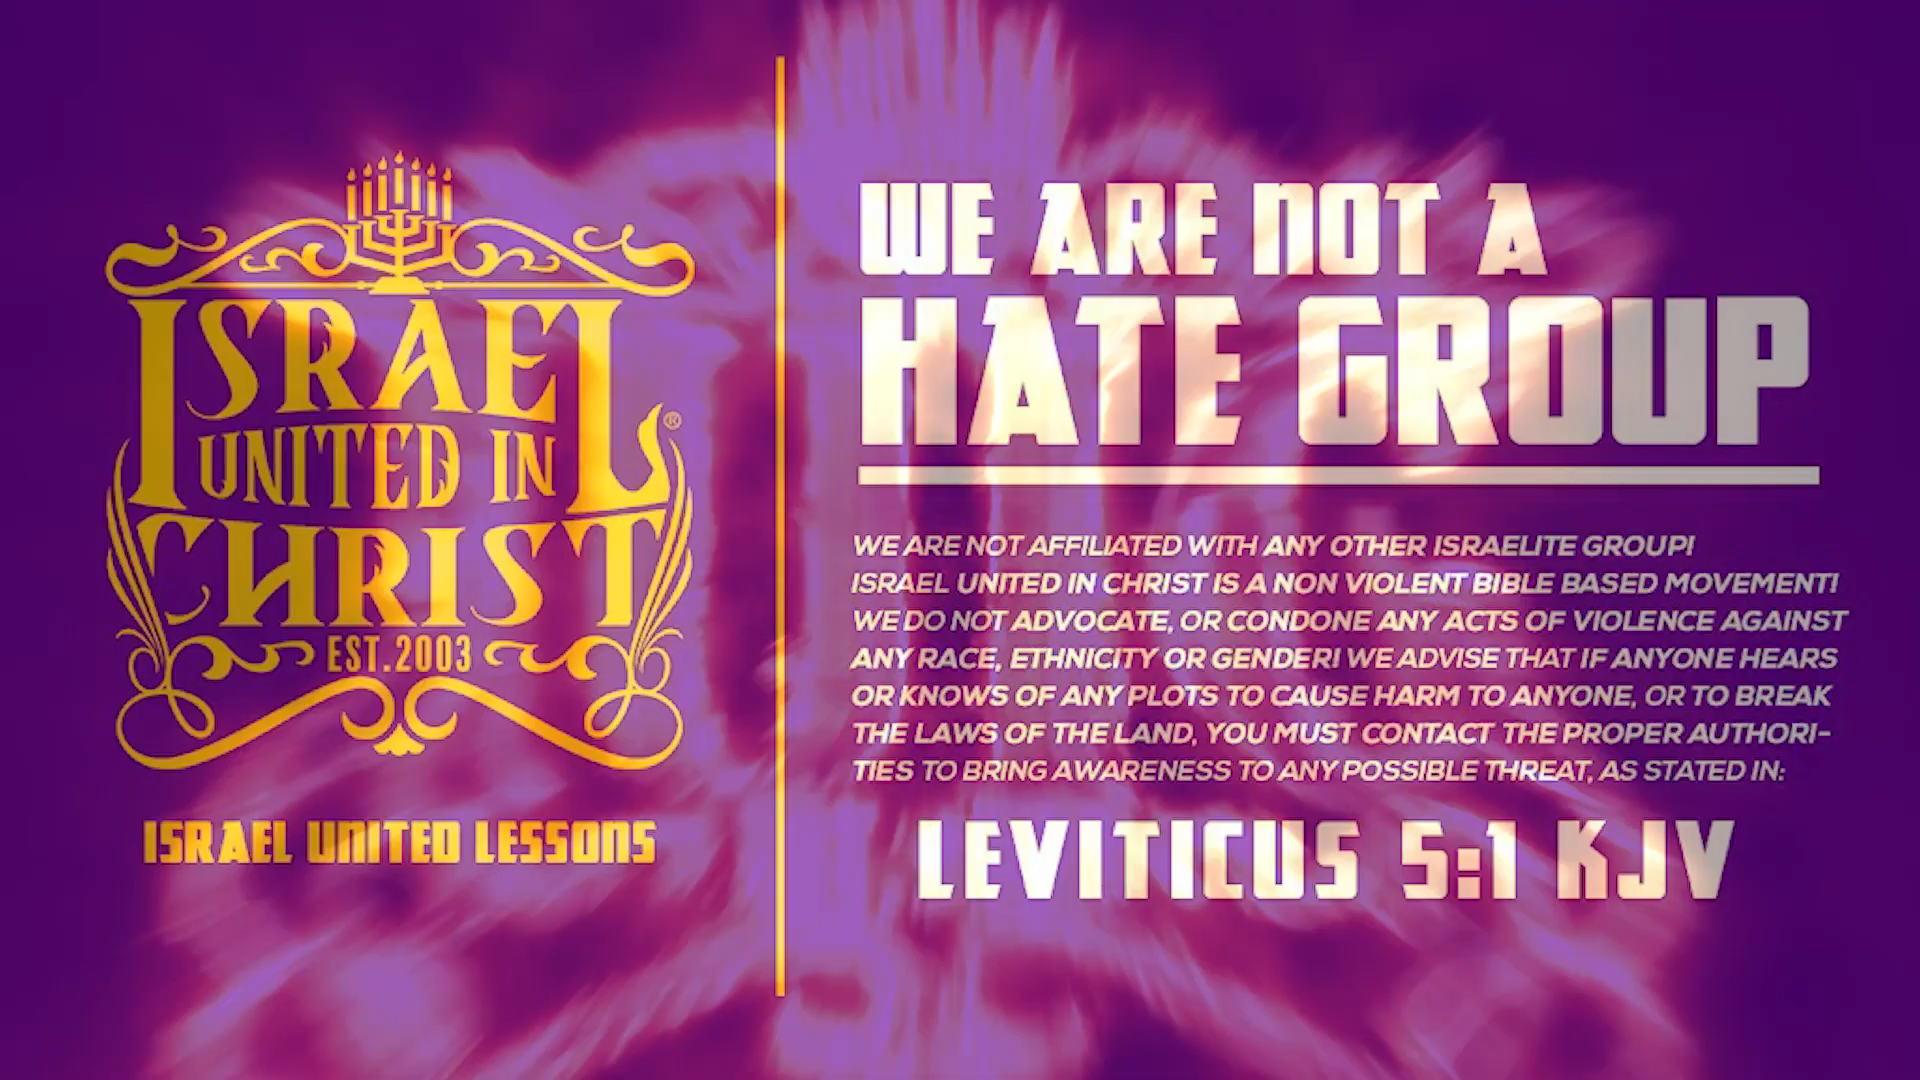 ISRAEL
UNITED IN
CHRIST
®
EST.2003
ISRAEL UNITED LESSONS
WE ARE NOT A
HATE GROUP
WE ARE NOT AFFILIATED WITH ANY OTHER ISRAELITE GROUP!
ISRAEL UNITED IN CHRIST IS A NON VIOLENT BIBLE BASED MOVEMENT!
WE DO NOT ADVOCATE, OR CONDONE ANY ACTS OF VIOLENCE AGAINST
ANY RACE, ETHNICITY OR GENDER! WE ADVISE THAT IF ANYONE HEARS
OR KNOWS OF ANY PLOTS TO CAUSE HARM TO ANYONE, OR TO BREAK
THE LAWS OF THE LAND, YOU MUST CONTACT THE PROPER AUTHORI-
TIES TO BRING AWARENESS TO ANY POSSIBLE THREAT, AS STATED IN:
LEVITICUS 5:1 KJV